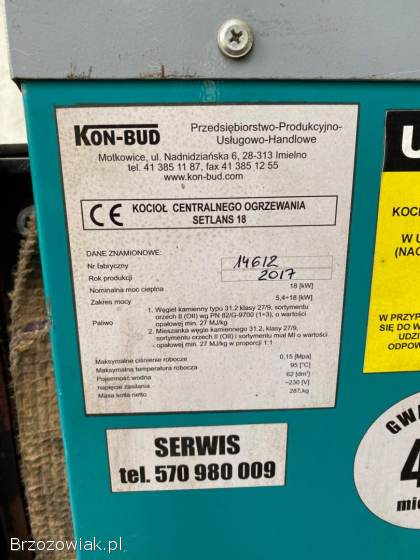 KON-BUD
Przedsiębiorstwo-Produkcyjno-
Usługowo-Handlowe
Motkowice, ul. Nadnidziańska 6, 28-313 Imielno
tel. 41 385 11 87, fax 41 385 12 55
www.kon-bud.com
CE KOCIOŁ CENTRALNEGO OGRZEWANIA
SETLANS 18
DANE ZNAMIONOWE:
Nr fabryczny 14612
Rok produkcji 2017
Nominalna moc cieplna 18 [kW]
Zakres mocy 5,4÷18 [kW]
Paliwo
1. Węgiel kamienny typu 31.2 klasy 27/9, sortymentu
orzech II (OII) wg PN 82/G-9700 (1÷3), o wartości
opałowej min. 27 MJ/kg
2. Mieszanka węgla kamiennego 31.2, klasy 27/9,
sortymentu orzech II (OII) i sortymentu miał MI o wartości
opałowej min. 27 MJ/kg w proporcji 1:1
Maksymalne ciśnienie robocze 0,15 [Mpa]
Maksymalna temperatura robocza 95 [°C]
Pojemność wodna 62 [dm³]
napięcie zasilania ~230 [V]
Masa kotła netto kg
SERWIS
tel. 570 980 009
U
KOCI
W U
(NAC
W PRZYP
SIĘ DO W
UDZI
ODPOW
GWA
4
mie
Brzozowiak.pl